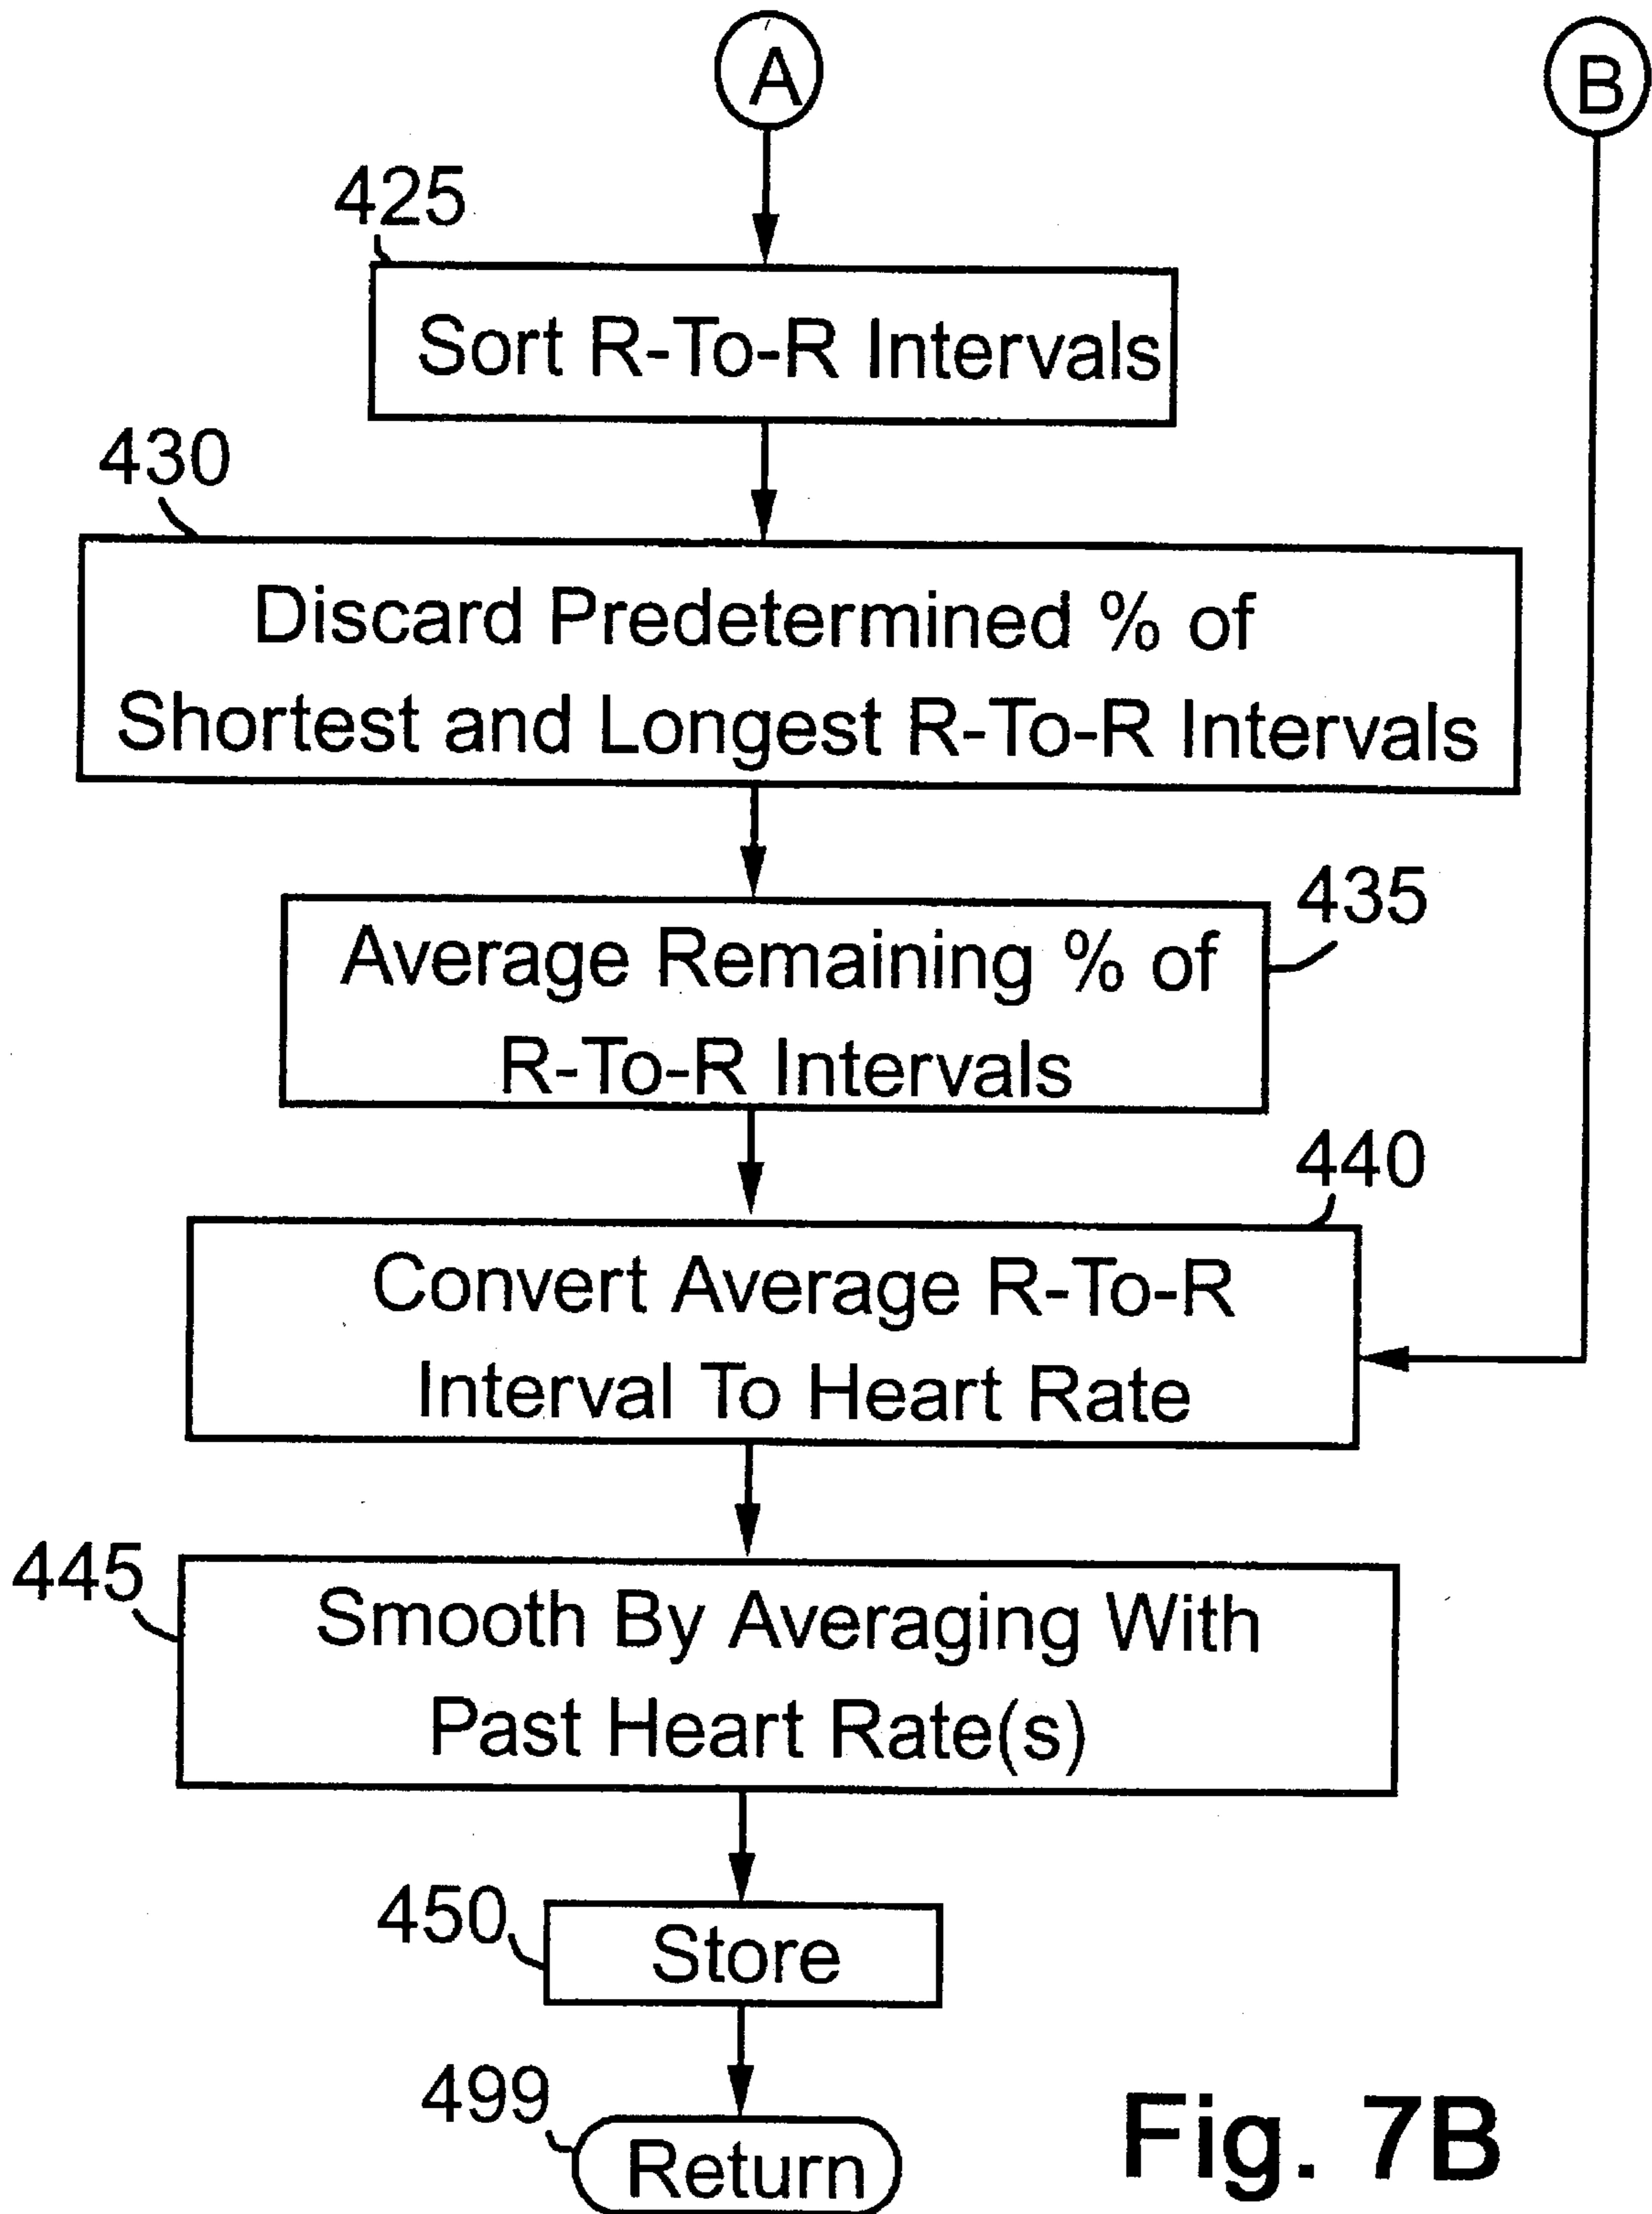 A
B
425
Sort R-To-R Intervals
430
Discard Predetermined % of
Shortest and Longest R-To-R Intervals
435
Average Remaining % of
R-To-R Intervals
440
Convert Average R-To-R
Interval To Heart Rate
445
Smooth By Averaging With
Past Heart Rate(s)
450
Store
499
Return
Fig. 7B